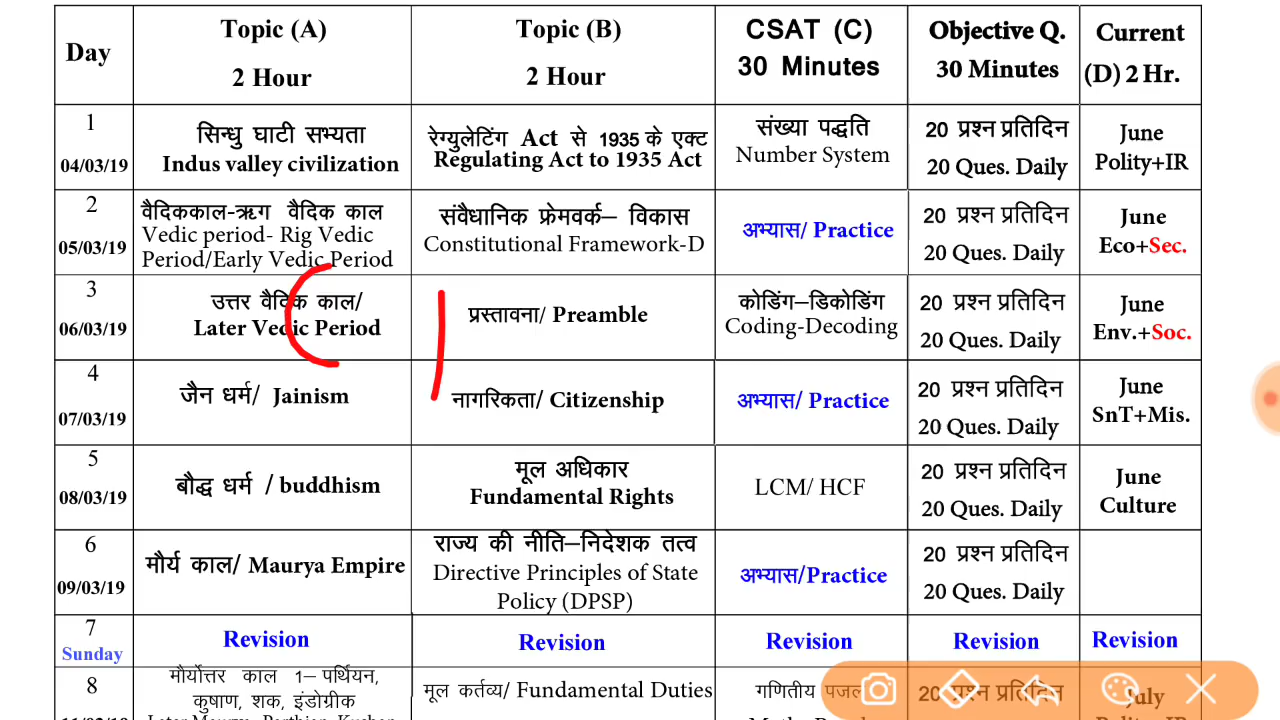 Day
Topic (A)
2 Hour
Topic (B)
2 Hour
CSAT (C)
30 Minutes
Objective Q.
30 Minutes
Current
(D) 2 Hr.
1
04/03/19
सिन्धु घाटी सभ्यता
Indus valley civilization
रेग्युलेटिंग Act से 1935 के एक्ट
Regulating Act to 1935 Act
संख्या पद्धति
Number System
20 प्रश्न प्रतिदिन
20 Ques. Daily
June
Polity+IR
2
05/03/19
वैदिककाल-ऋग वैदिक काल
Vedic period- Rig Vedic
Period/Early Vedic Period
संवैधानिक फ्रेमवर्क– विकास
Constitutional Framework-D
अभ्यास/ Practice
20 प्रश्न प्रतिदिन
20 Ques. Daily
June
Eco+Sec.
3
06/03/19
उत्तर वैदिक काल/
Later Vedic Period
प्रस्तावना/ Preamble
कोडिंग–डिकोडिंग
Coding-Decoding
20 प्रश्न प्रतिदिन
20 Ques. Daily
June
Env.+Soc.
4
07/03/19
जैन धर्म/ Jainism
नागरिकता/ Citizenship
अभ्यास/ Practice
20 प्रश्न प्रतिदिन
20 Ques. Daily
June
SnT+Mis.
5
08/03/19
बौद्ध धर्म / buddhism
मूल अधिकार
Fundamental Rights
LCM/ HCF
20 प्रश्न प्रतिदिन
20 Ques. Daily
June
Culture
6
09/03/19
मौर्य काल/ Maurya Empire
राज्य की नीति–निदेशक तत्व
Directive Principles of State
Policy (DPSP)
अभ्यास/Practice
20 प्रश्न प्रतिदिन
20 Ques. Daily
7
Sunday
Revision
Revision
Revision
Revision
Revision
8
मौर्योत्तर काल 1– पर्थियन,
कुषाण, शक, इंडोग्रीक
मूल कर्तव्य/ Fundamental Duties
गणितीय
20 प्रश्न प्रतिदिन
July